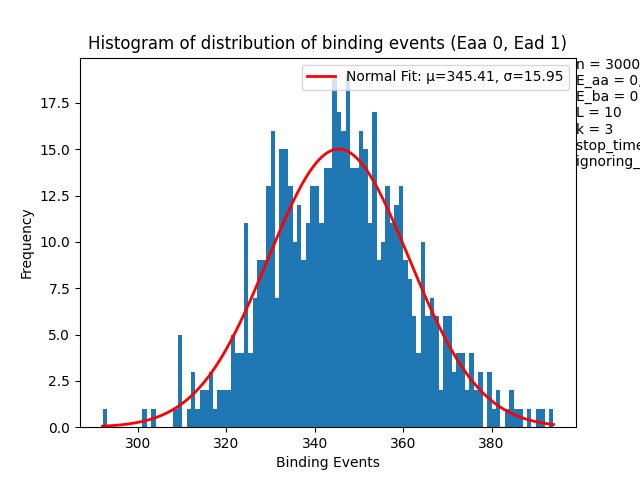 Histogram of distribution of binding events (Eaa 0, Ead 1)
Normal Fit: μ=345.41, σ=15.95
n = 3000
E_aa = 0,
E_ba = 0
L = 10
k = 3
stop_time
ignoring_
17.5
15.0
12.5
10.0
7.5
5.0
2.5
0.0
Frequency
300 320 340 360 380
Binding Events